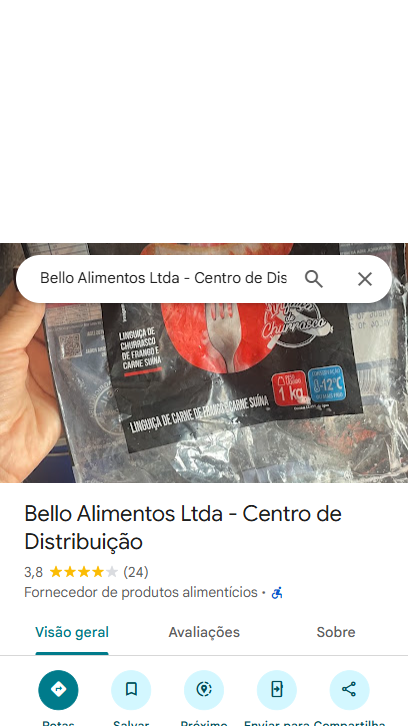 Bello Alimentos Ltda - Centro de Dis
Churrasco
LINGUIÇA DE
CHURRASCO
DE FRANGO E
CARNE SUÍNA
1 kg
-12°C
LINGUIÇA DE CARNE DE FRANGO E CARNE SUÍNA
Bello Alimentos Ltda - Centro de
Distribuição
3,8 (24)
Fornecedor de produtos alimentícios •
Visão geral
Avaliações
Sobre
Rotas
Salvar
Próximo
Enviar para
Compartilha